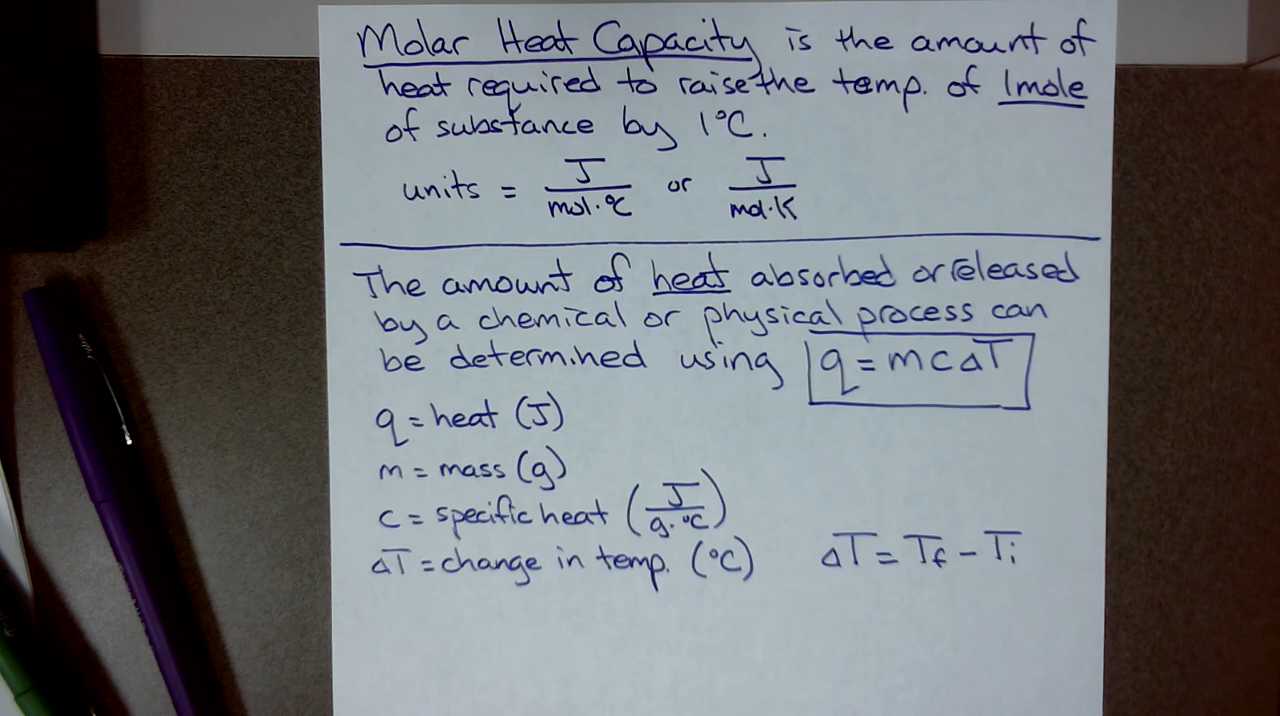 Molar Heat Capacity is the amount of
heat required to raise the temp. of 1mole
of substance by 1°C.
units = J/mol·°C or J/mol·K
The amount of heat absorbed or released
by a chemical or physical process can
be determined using q = mcΔT
q = heat (J)
m = mass (g)
c = specific heat (J/g·°C)
ΔT = change in temp. (°C) ΔT = Tf - Ti